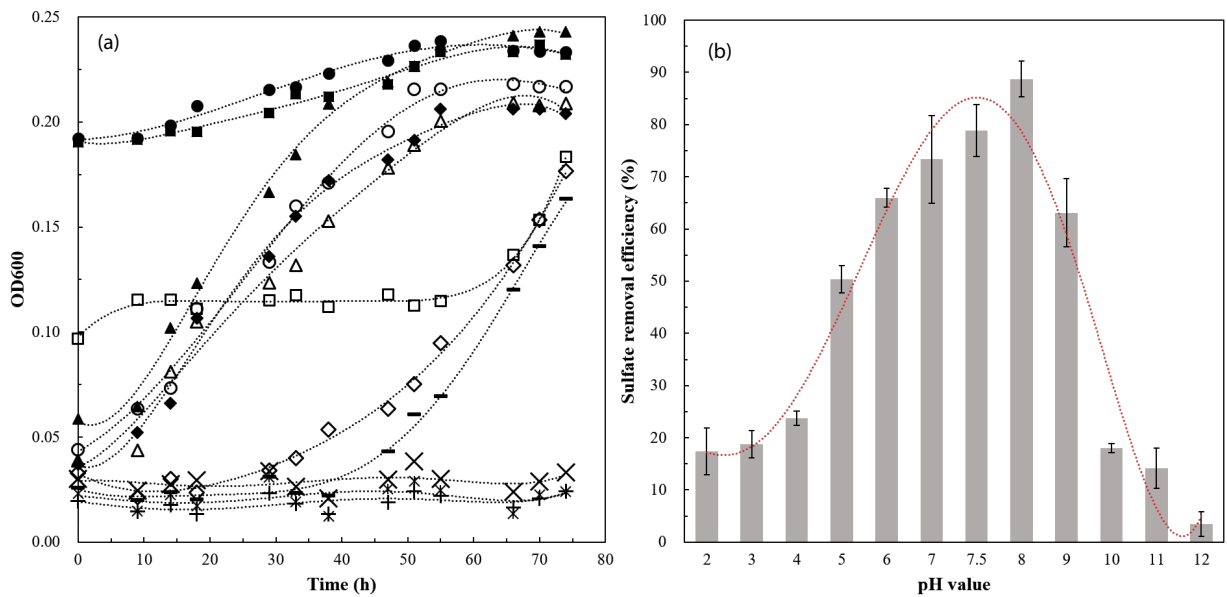 (a)
OD600
0.25
0.20
0.15
0.10
0.05
0.00
0 10 20 30 40 50 60 70 80
Time (h)
(b)
Sulfate removal efficiency (%)
100
90
80
70
60
50
40
30
20
10
0
2 3 4 5 6 7 7.5 8 9 10 11 12
pH value